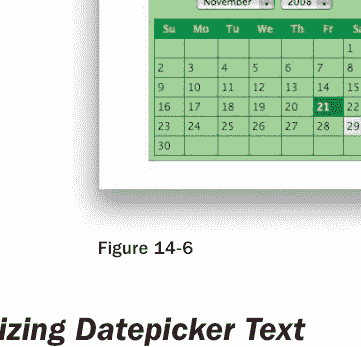 November 2008
Su Mo Tu We Th Fr
1
2 3 4 5 6 7 8
9 10 11 12 13 14 15
16 17 18 19 20 21 22
23 24 25 26 27 28 29
30
Figure 14-6
izing Datepicker Text